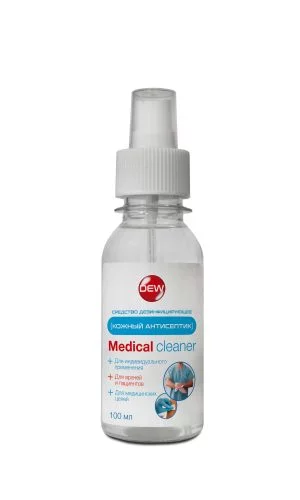 DEW
СРЕДСТВО ДЕЗИНФИЦИРУЮЩЕЕ
[КОЖНЫЙ АНТИСЕПТИК]
Medical cleaner
+ Для индивидуального
применения
+ Для врачей
и пациентов
+ Для медицинских
целей
100 мл